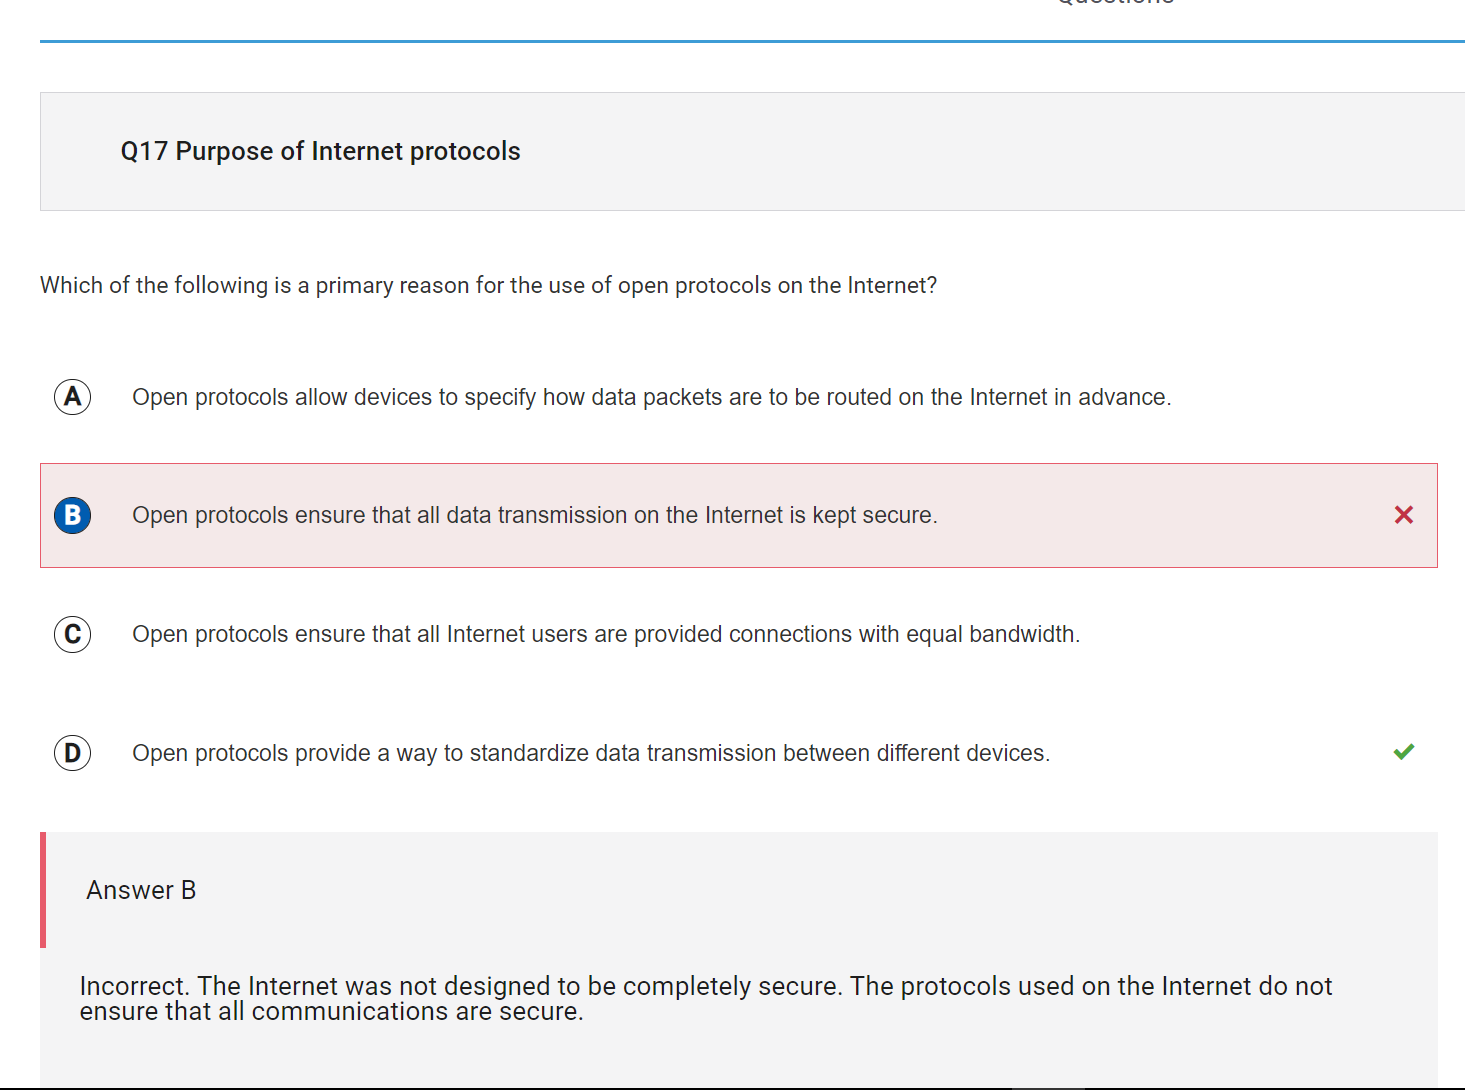 Questions
Q17 Purpose of Internet protocols
Which of the following is a primary reason for the use of open protocols on the Internet?
A Open protocols allow devices to specify how data packets are to be routed on the Internet in advance.
B Open protocols ensure that all data transmission on the Internet is kept secure.
C Open protocols ensure that all Internet users are provided connections with equal bandwidth.
D Open protocols provide a way to standardize data transmission between different devices.
Answer B
Incorrect. The Internet was not designed to be completely secure. The protocols used on the Internet do not
ensure that all communications are secure.